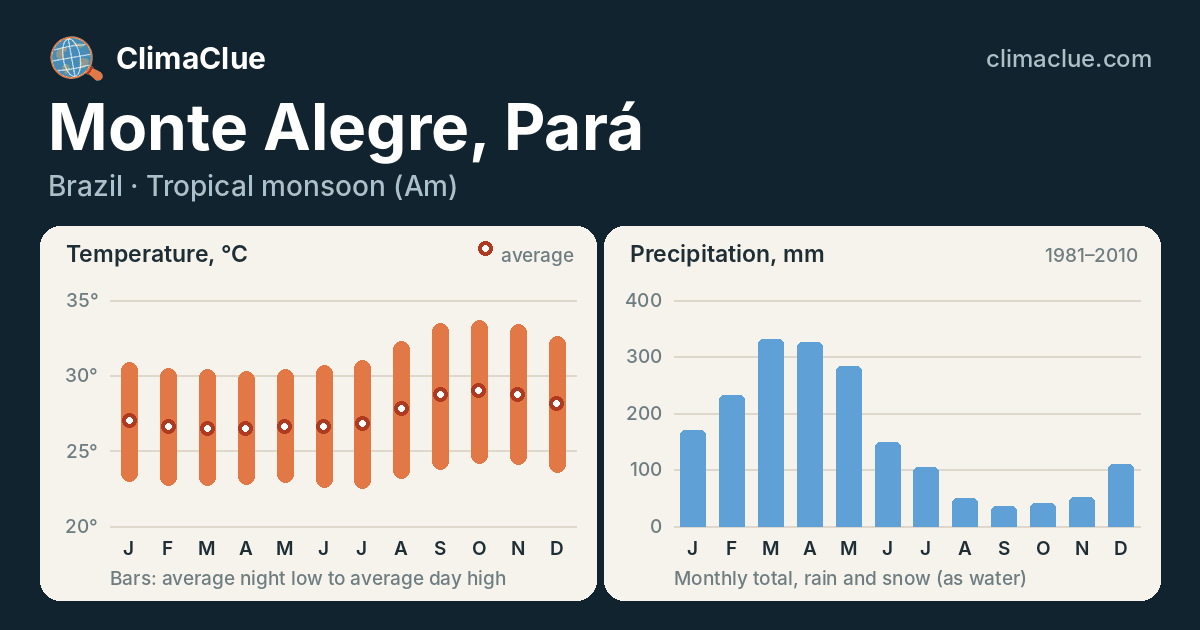 ClimaClue
climaclue.com
Monte Alegre, Pará
Brazil · Tropical monsoon (Am)
Temperature, °C
average
35°
30°
25°
20°
J F M A M J J A S O N D
Bars: average night low to average day high
Precipitation, mm
1981–2010
400
300
200
100
0
J F M A M J J A S O N D
Monthly total, rain and snow (as water)